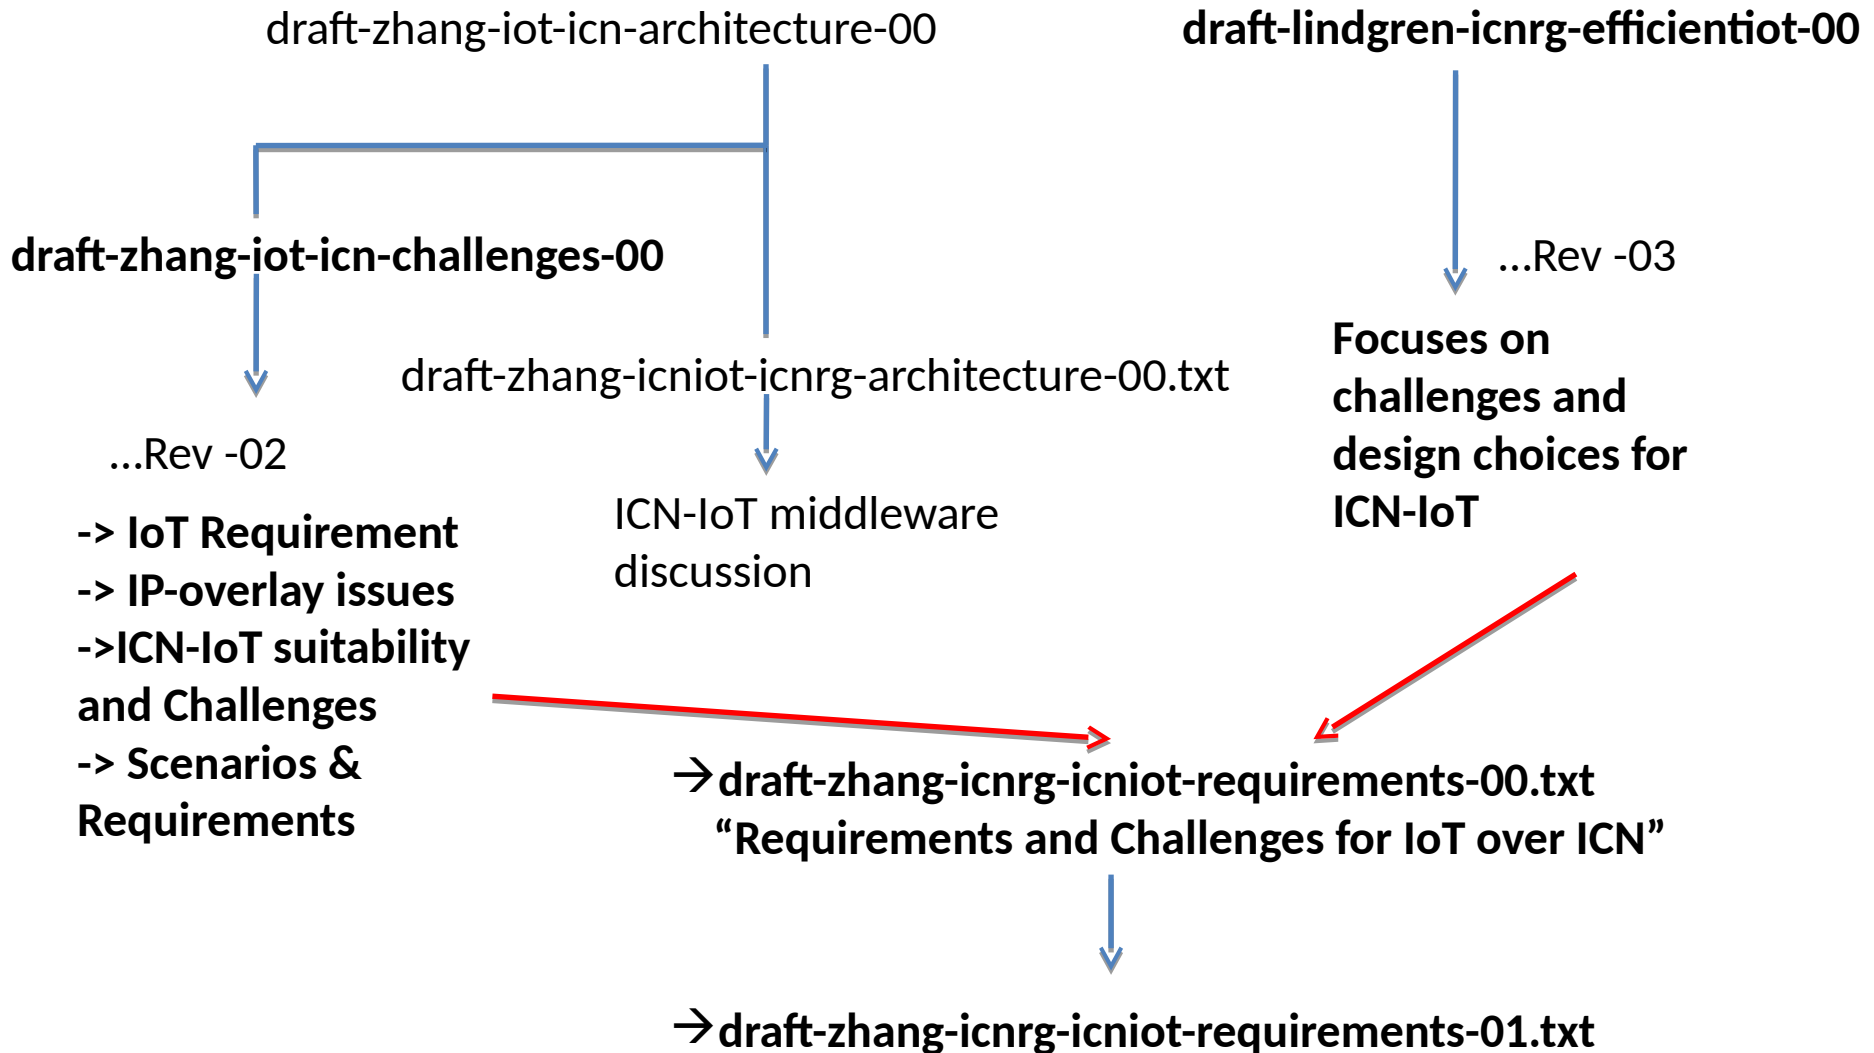 draft-zhang-iot-icn-architecture-00
draft-lindgren-icnrg-efficientiot-00
draft-zhang-iot-icn-challenges-00
...Rev -03
draft-zhang-icniot-icnrg-architecture-00.txt
Focuses on
challenges and
design choices for
ICN-IoT
...Rev -02
-> IoT Requirement
-> IP-overlay issues
->ICN-IoT suitability
and Challenges
-> Scenarios &
Requirements
ICN-IoT middleware
discussion
→draft-zhang-icnrg-icniot-requirements-00.txt
“Requirements and Challenges for IoT over ICN”
→draft-zhang-icnrg-icniot-requirements-01.txt